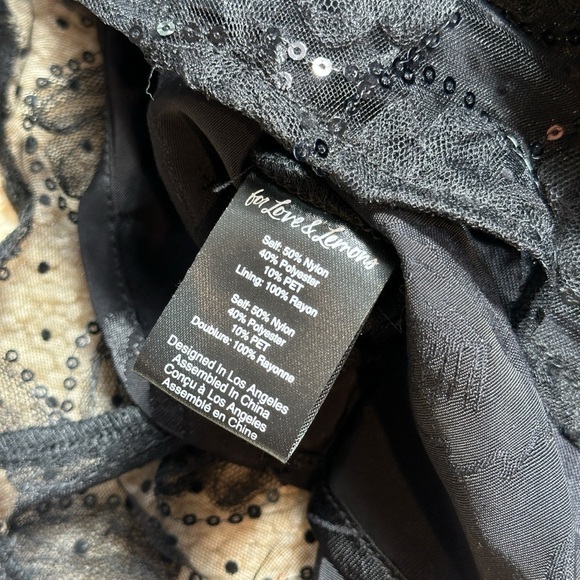 for Love & Lemons
Self: 50% Nylon
40% Polyester
10% PET
Lining: 100% Rayon
Self: 50% Nylon
40% Polyester
10% PET
Doublure: 100% Rayonne
Designed In Los Angeles
Assembled In China
Conçu à Los Angeles
Assemblé en Chine